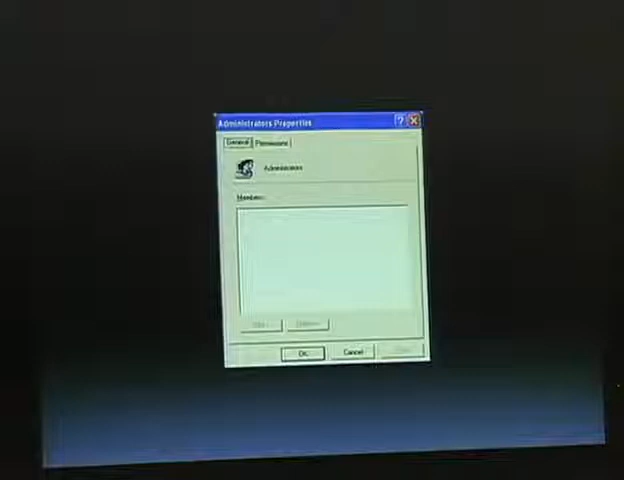 Administrators Properties
General Permissions
Administrators
Members:
OK Cancel